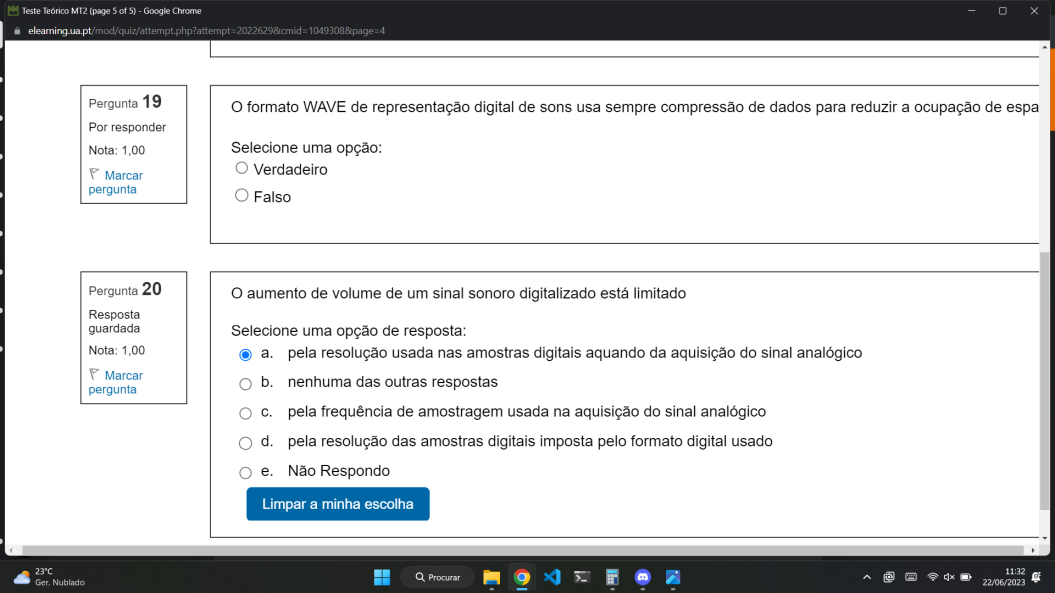 Teste Teórico MT2 (page 5 of 5) - Google Chrome
elearning.ua.pt/mod/quiz/attempt.php?attempt=2022629&cmid=1049308&page=4
Pergunta 19
Por responder
Nota: 1,00
Marcar
pergunta
O formato WAVE de representação digital de sons usa sempre compressão de dados para reduzir a ocupação de espa
Selecione uma opção:
Verdadeiro
Falso
Pergunta 20
Resposta
guardada
Nota: 1,00
Marcar
pergunta
O aumento de volume de um sinal sonoro digitalizado está limitado
Selecione uma opção de resposta:
a. pela resolução usada nas amostras digitais aquando da aquisição do sinal analógico
b. nenhuma das outras respostas
c. pela frequência de amostragem usada na aquisição do sinal analógico
d. pela resolução das amostras digitais imposta pelo formato digital usado
e. Não Respondo
Limpar a minha escolha
23°C
Ger. Nublado
Procurar
11:32
22/06/2023